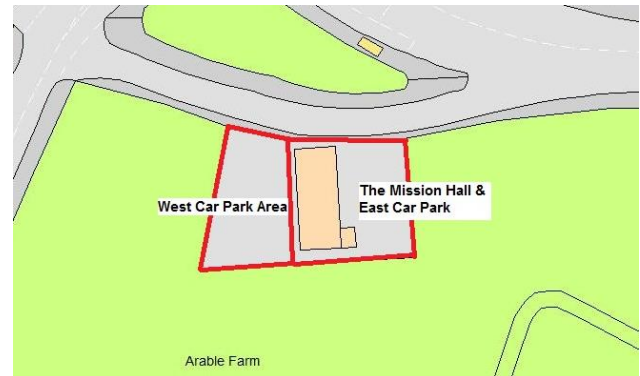 The Mission Hall &
East Car Park
West Car Park Area
Arable Farm